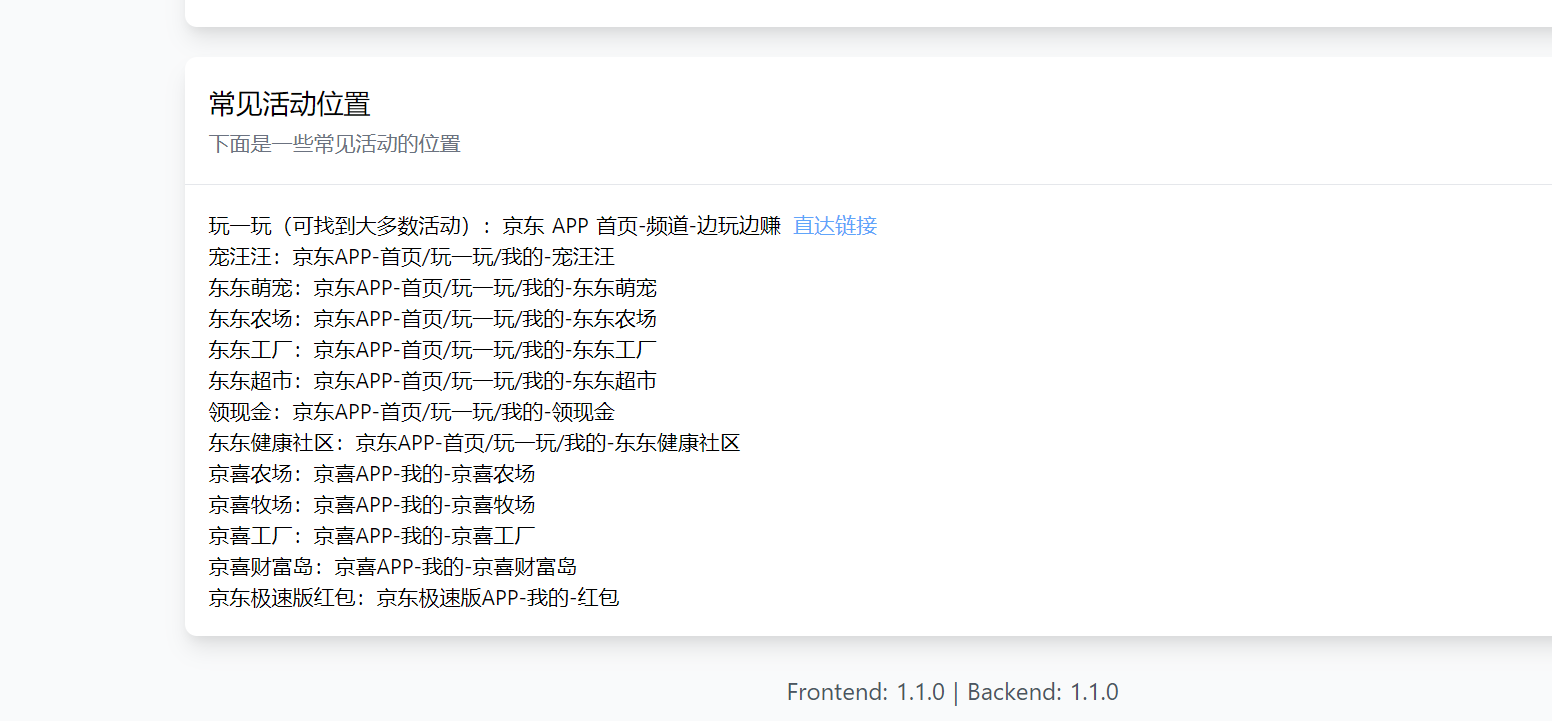 常见活动位置
下面是一些常见活动的位置
玩一玩（可找到大多数活动）：京东 APP 首页-频道-边玩边赚 直达链接
宠汪汪：京东APP-首页/玩一玩/我的-宠汪汪
东东萌宠：京东APP-首页/玩一玩/我的-东东萌宠
东东农场：京东APP-首页/玩一玩/我的-东东农场
东东工厂：京东APP-首页/玩一玩/我的-东东工厂
东东超市：京东APP-首页/玩一玩/我的-东东超市
领现金：京东APP-首页/玩一玩/我的-领现金
东东健康社区：京东APP-首页/玩一玩/我的-东东健康社区
京喜农场：京喜APP-我的-京喜农场
京喜牧场：京喜APP-我的-京喜牧场
京喜工厂：京喜APP-我的-京喜工厂
京喜财富岛：京喜APP-我的-京喜财富岛
京东极速版红包：京东极速版APP-我的-红包
Frontend: 1.1.0 | Backend: 1.1.0